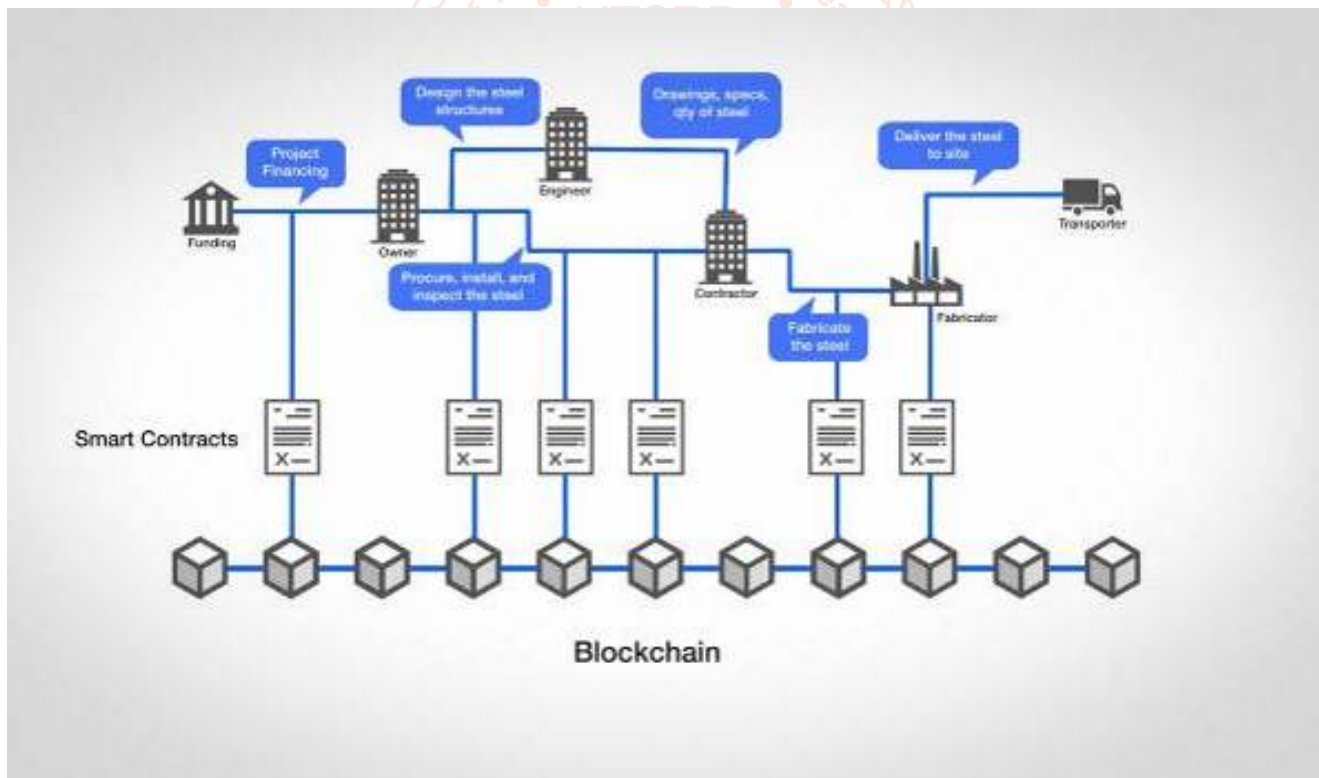 Design the steel
structures
Drawings, specs,
qty of steel
Project
Financing
Deliver the steel
to site
Engineer
Funding
Owner
Transporter
Procure, install, and
inspect the steel
Contractor
Fabricate
the steel
Fabricator
Smart Contracts
X
X
X
X
X
X
Blockchain